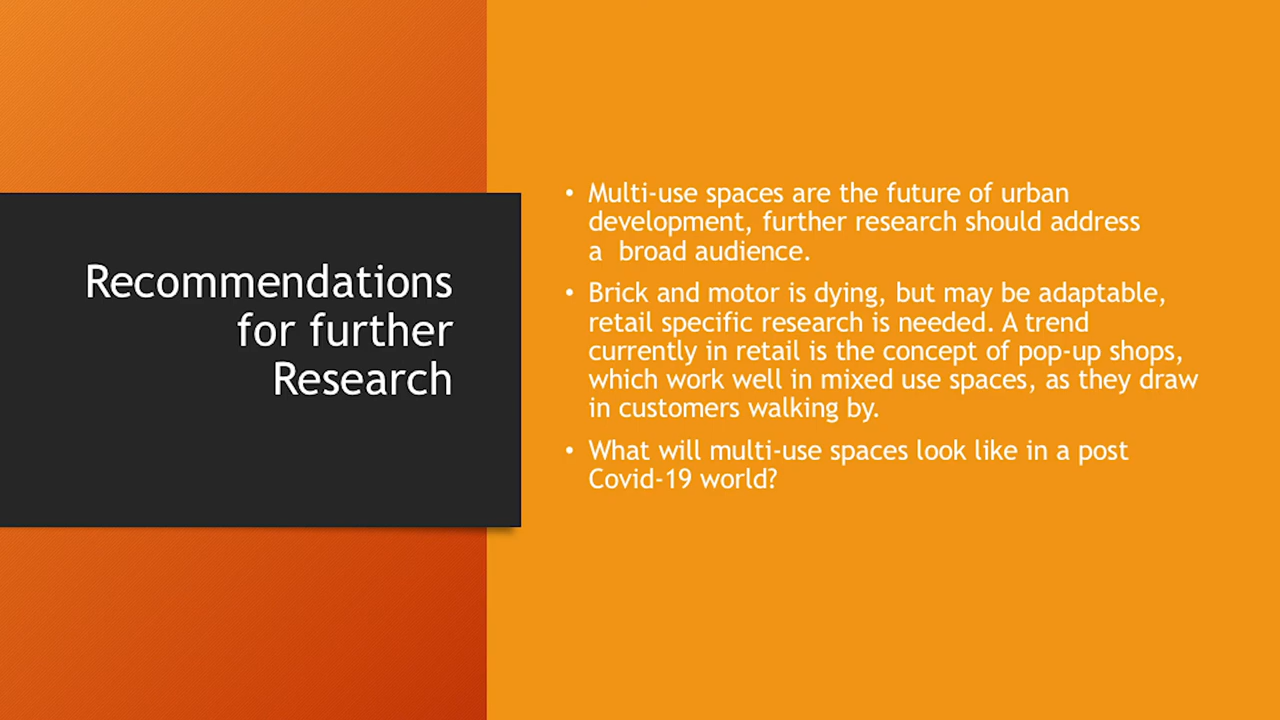 Recommendations
for further
Research
• Multi-use spaces are the future of urban
development, further research should address
a  broad audience.
• Brick and motor is dying, but may be adaptable,
retail specific research is needed. A trend
currently in retail is the concept of pop-up shops,
which work well in mixed use spaces, as they draw
in customers walking by.
• What will multi-use spaces look like in a post
Covid-19 world?